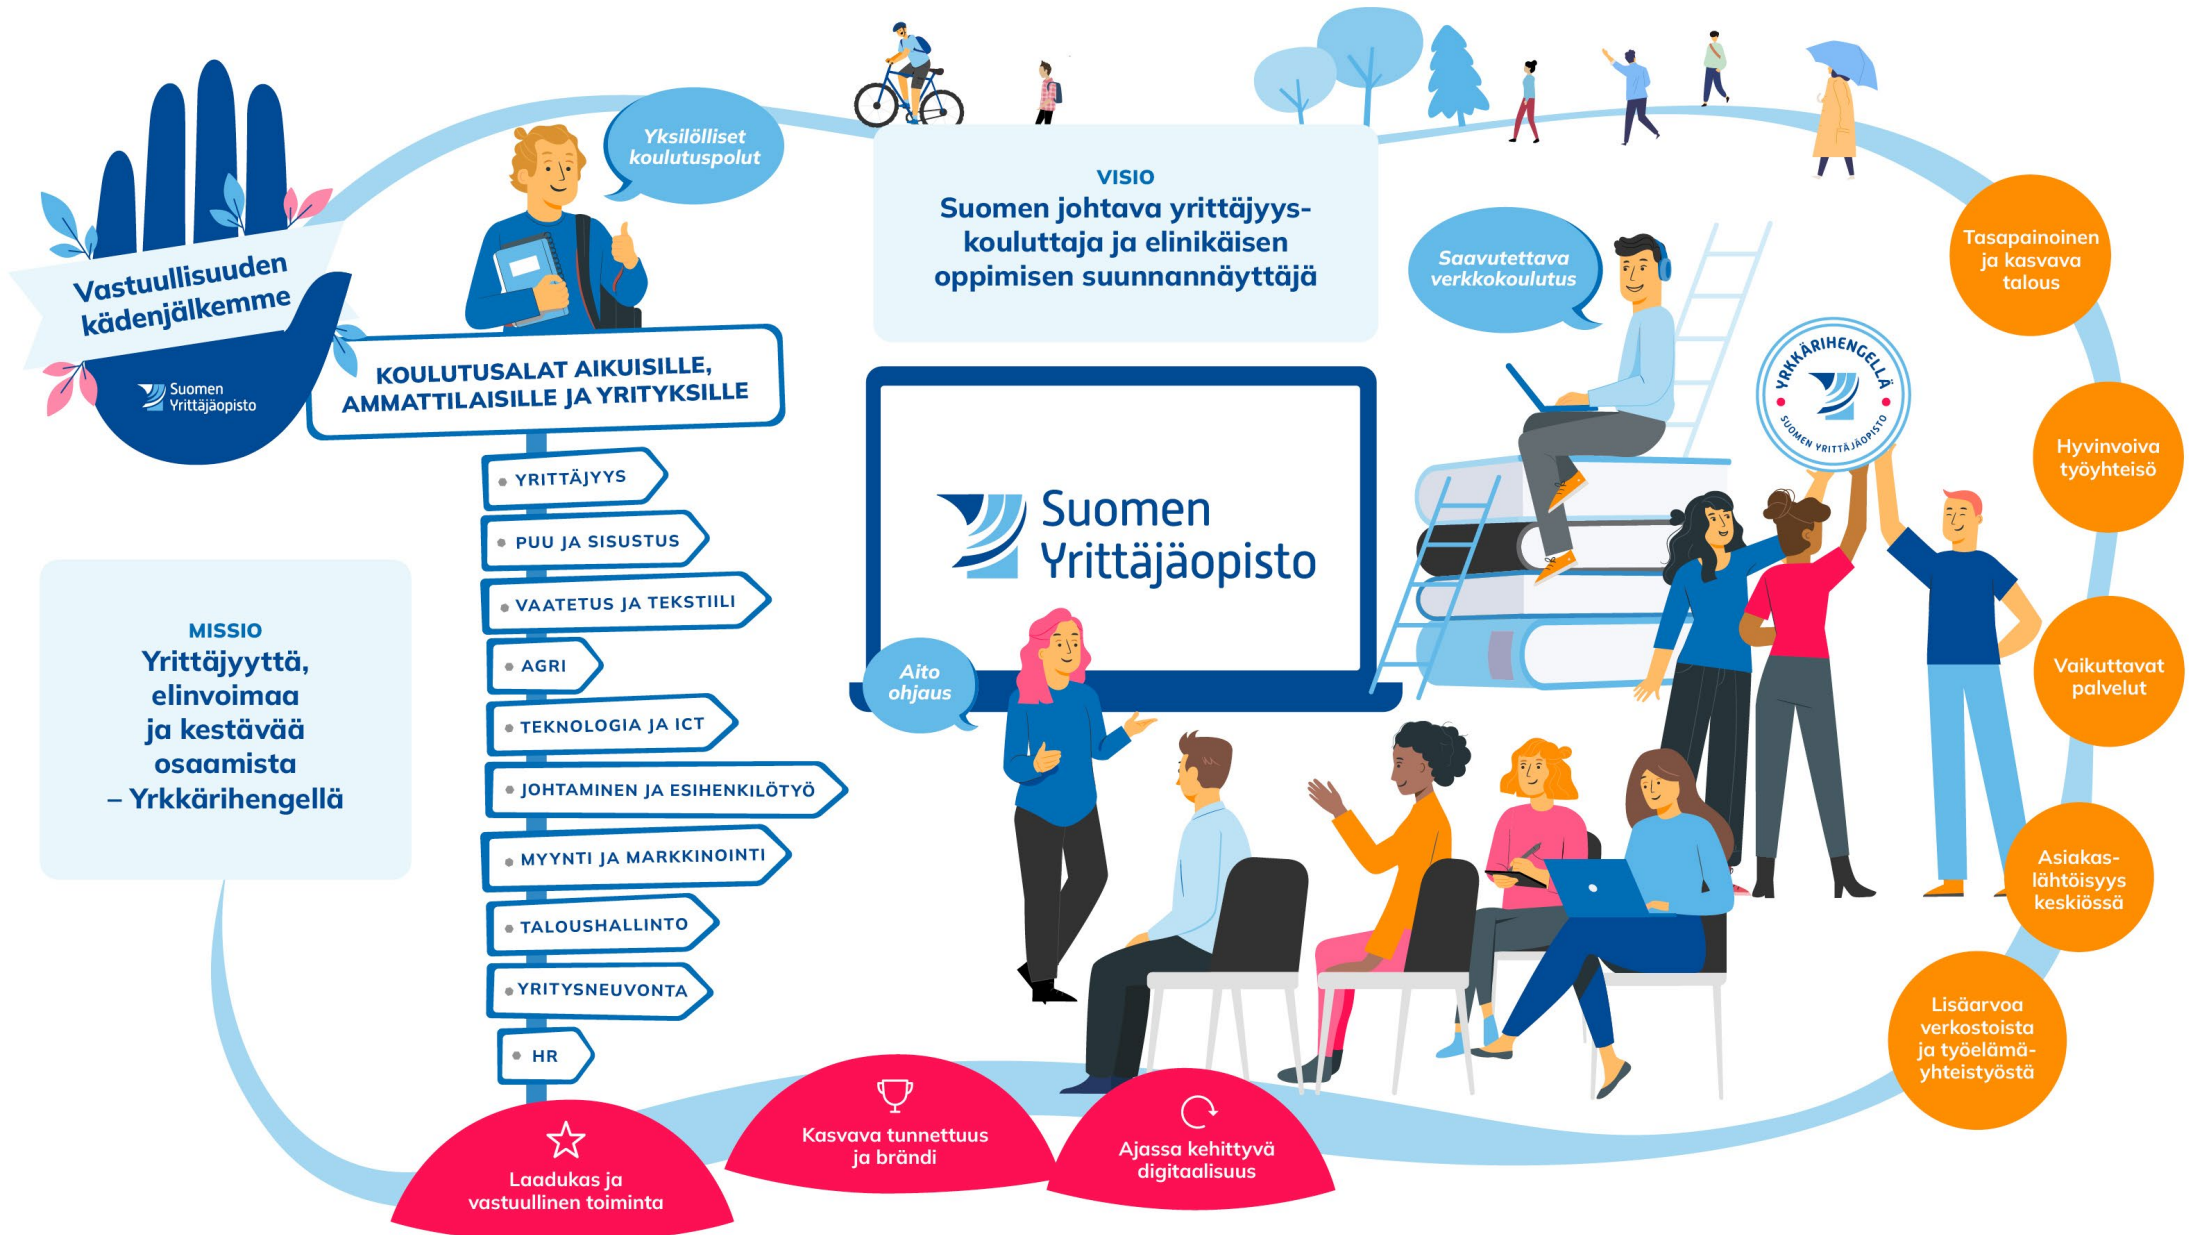 Vastuullisuuden
kädenjälkemme
Suomen
Yrittäjäopisto
Yksilölliset
koulutuspolut
KOULUTUSALAT AIKUISILLE,
AMMATTILAISILLE JA YRITYKSILLE
YRITTÄJYYS
PUU JA SISUSTUS
VAATETUS JA TEKSTIILI
AGRI
TEKNOLOGIA JA ICT
JOHTAMINEN JA ESIHENKILÖTYÖ
MYYNTI JA MARKKINOINTI
TALOUSHALLINTO
YRITYSNEUVONTA
HR
MISSIO
Yrittäjyyttä,
elinvoimaa
ja kestävää
osaamista
– Yrkkärihengellä
VISIO
Suomen johtava yrittäjyys-
kouluttaja ja elinikäisen
oppimisen suunnannäyttäjä
Suomen
Yrittäjäopisto
Aito
ohjaus
Saavutettava
verkkokoulutus
YRKKÄRIHENGELLÄ
SUOMEN YRITTÄJÄOPISTO
Tasapainoinen
ja kasvava
talous
Hyvinvoiva
työyhteisö
Vaikuttavat
palvelut
Asiakas-
lähtöisyys
keskiössä
Lisäarvoa
verkostoista
ja työelämä-
yhteistyöstä
Laadukas ja
vastuullinen toiminta
Kasvava tunnettuus
ja brändi
Ajassa kehittyvä
digitaalisuus